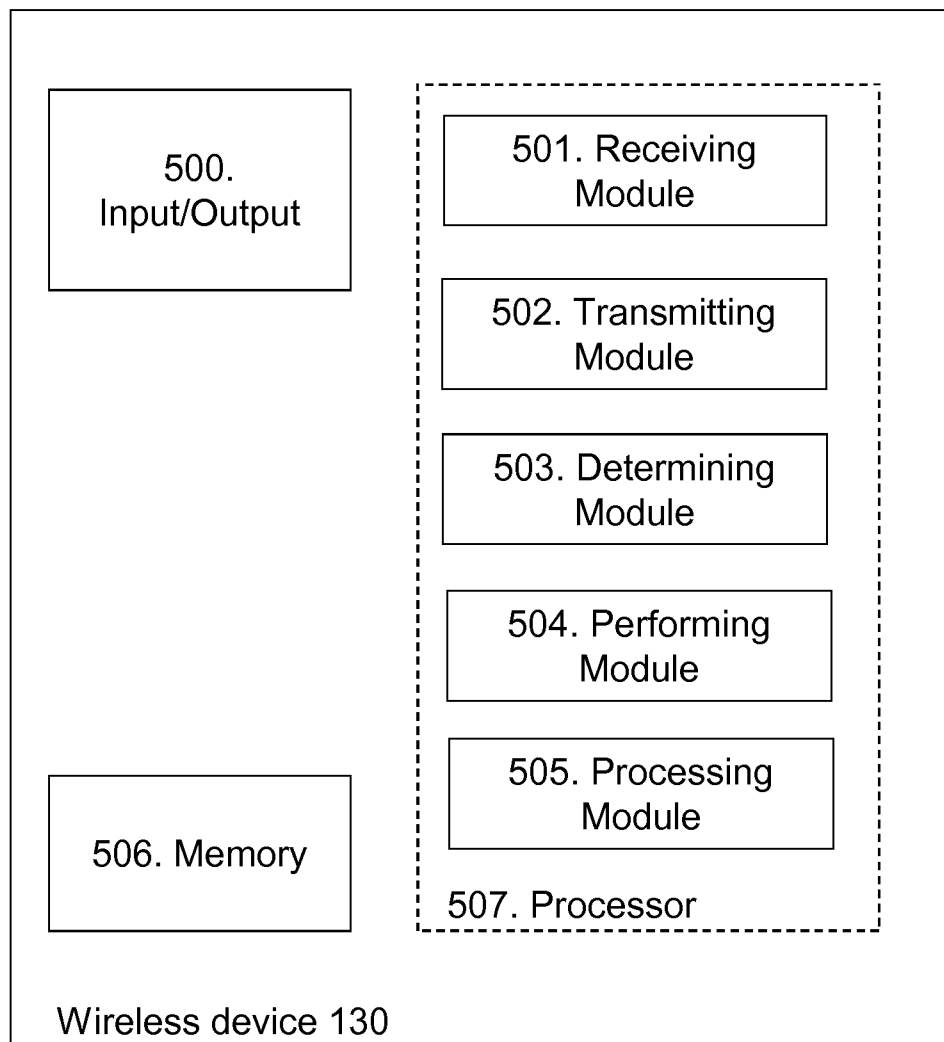 500.
Input/Output
501. Receiving
Module
502. Transmitting
Module
503. Determining
Module
504. Performing
Module
505. Processing
Module
506. Memory
507. Processor
Wireless device 130